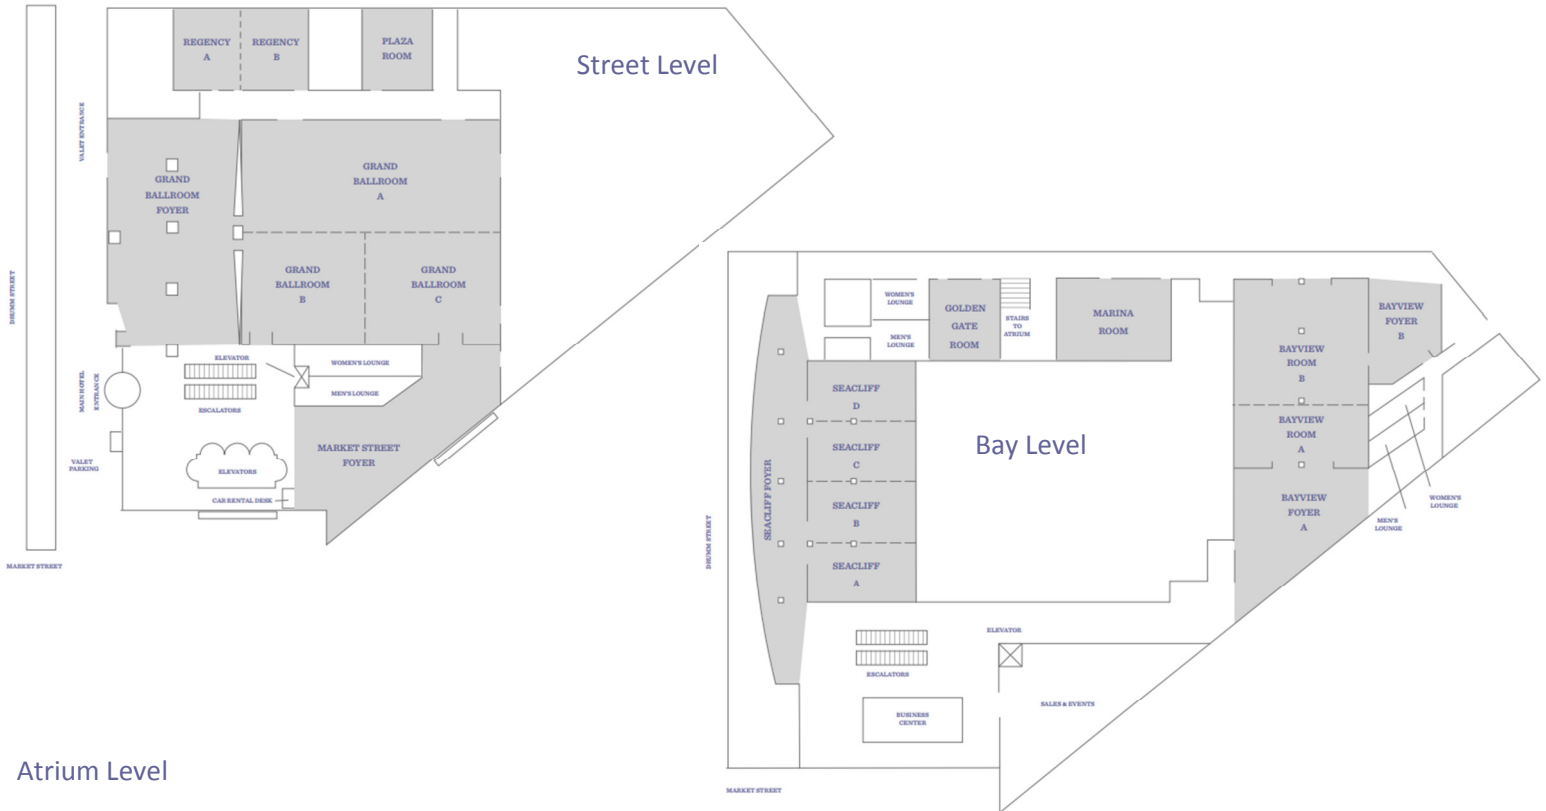 REGENCY
A
REGENCY
B
PLAZA
ROOM
Street Level
VALET ENTRANCE
GRAND
BALLROOM
FOYER
GRAND
BALLROOM
A
GRAND
BALLROOM
B
GRAND
BALLROOM
C
DRUMM STREET
ELEVATOR
WOMEN'S LOUNGE
MEN'S LOUNGE
MAIN HOTEL
ENTRANCE
ESCALATORS
MARKET STREET
FOYER
VALET
PARKING
ELEVATORS
CAR RENTAL DESK
MARKET STREET
WOMEN'S
LOUNGE
MEN'S
LOUNGE
GOLDEN
GATE
ROOM
STAIRS
TO
ATRIUM
MARINA
ROOM
BAYVIEW
ROOM
B
BAYVIEW
FOYER
B
SEACLIFF
D
SEACLIFF
C
SEACLIFF
B
SEACLIFF
A
SEACLIFF FOYER
Bay Level
BAYVIEW
ROOM
A
BAYVIEW
FOYER
A
WOMEN'S
LOUNGE
MEN'S
LOUNGE
DRUMM STREET
ESCALATORS
ELEVATOR
BUSINESS
CENTER
SALES & EVENTS
MARKET STREET
Atrium Level